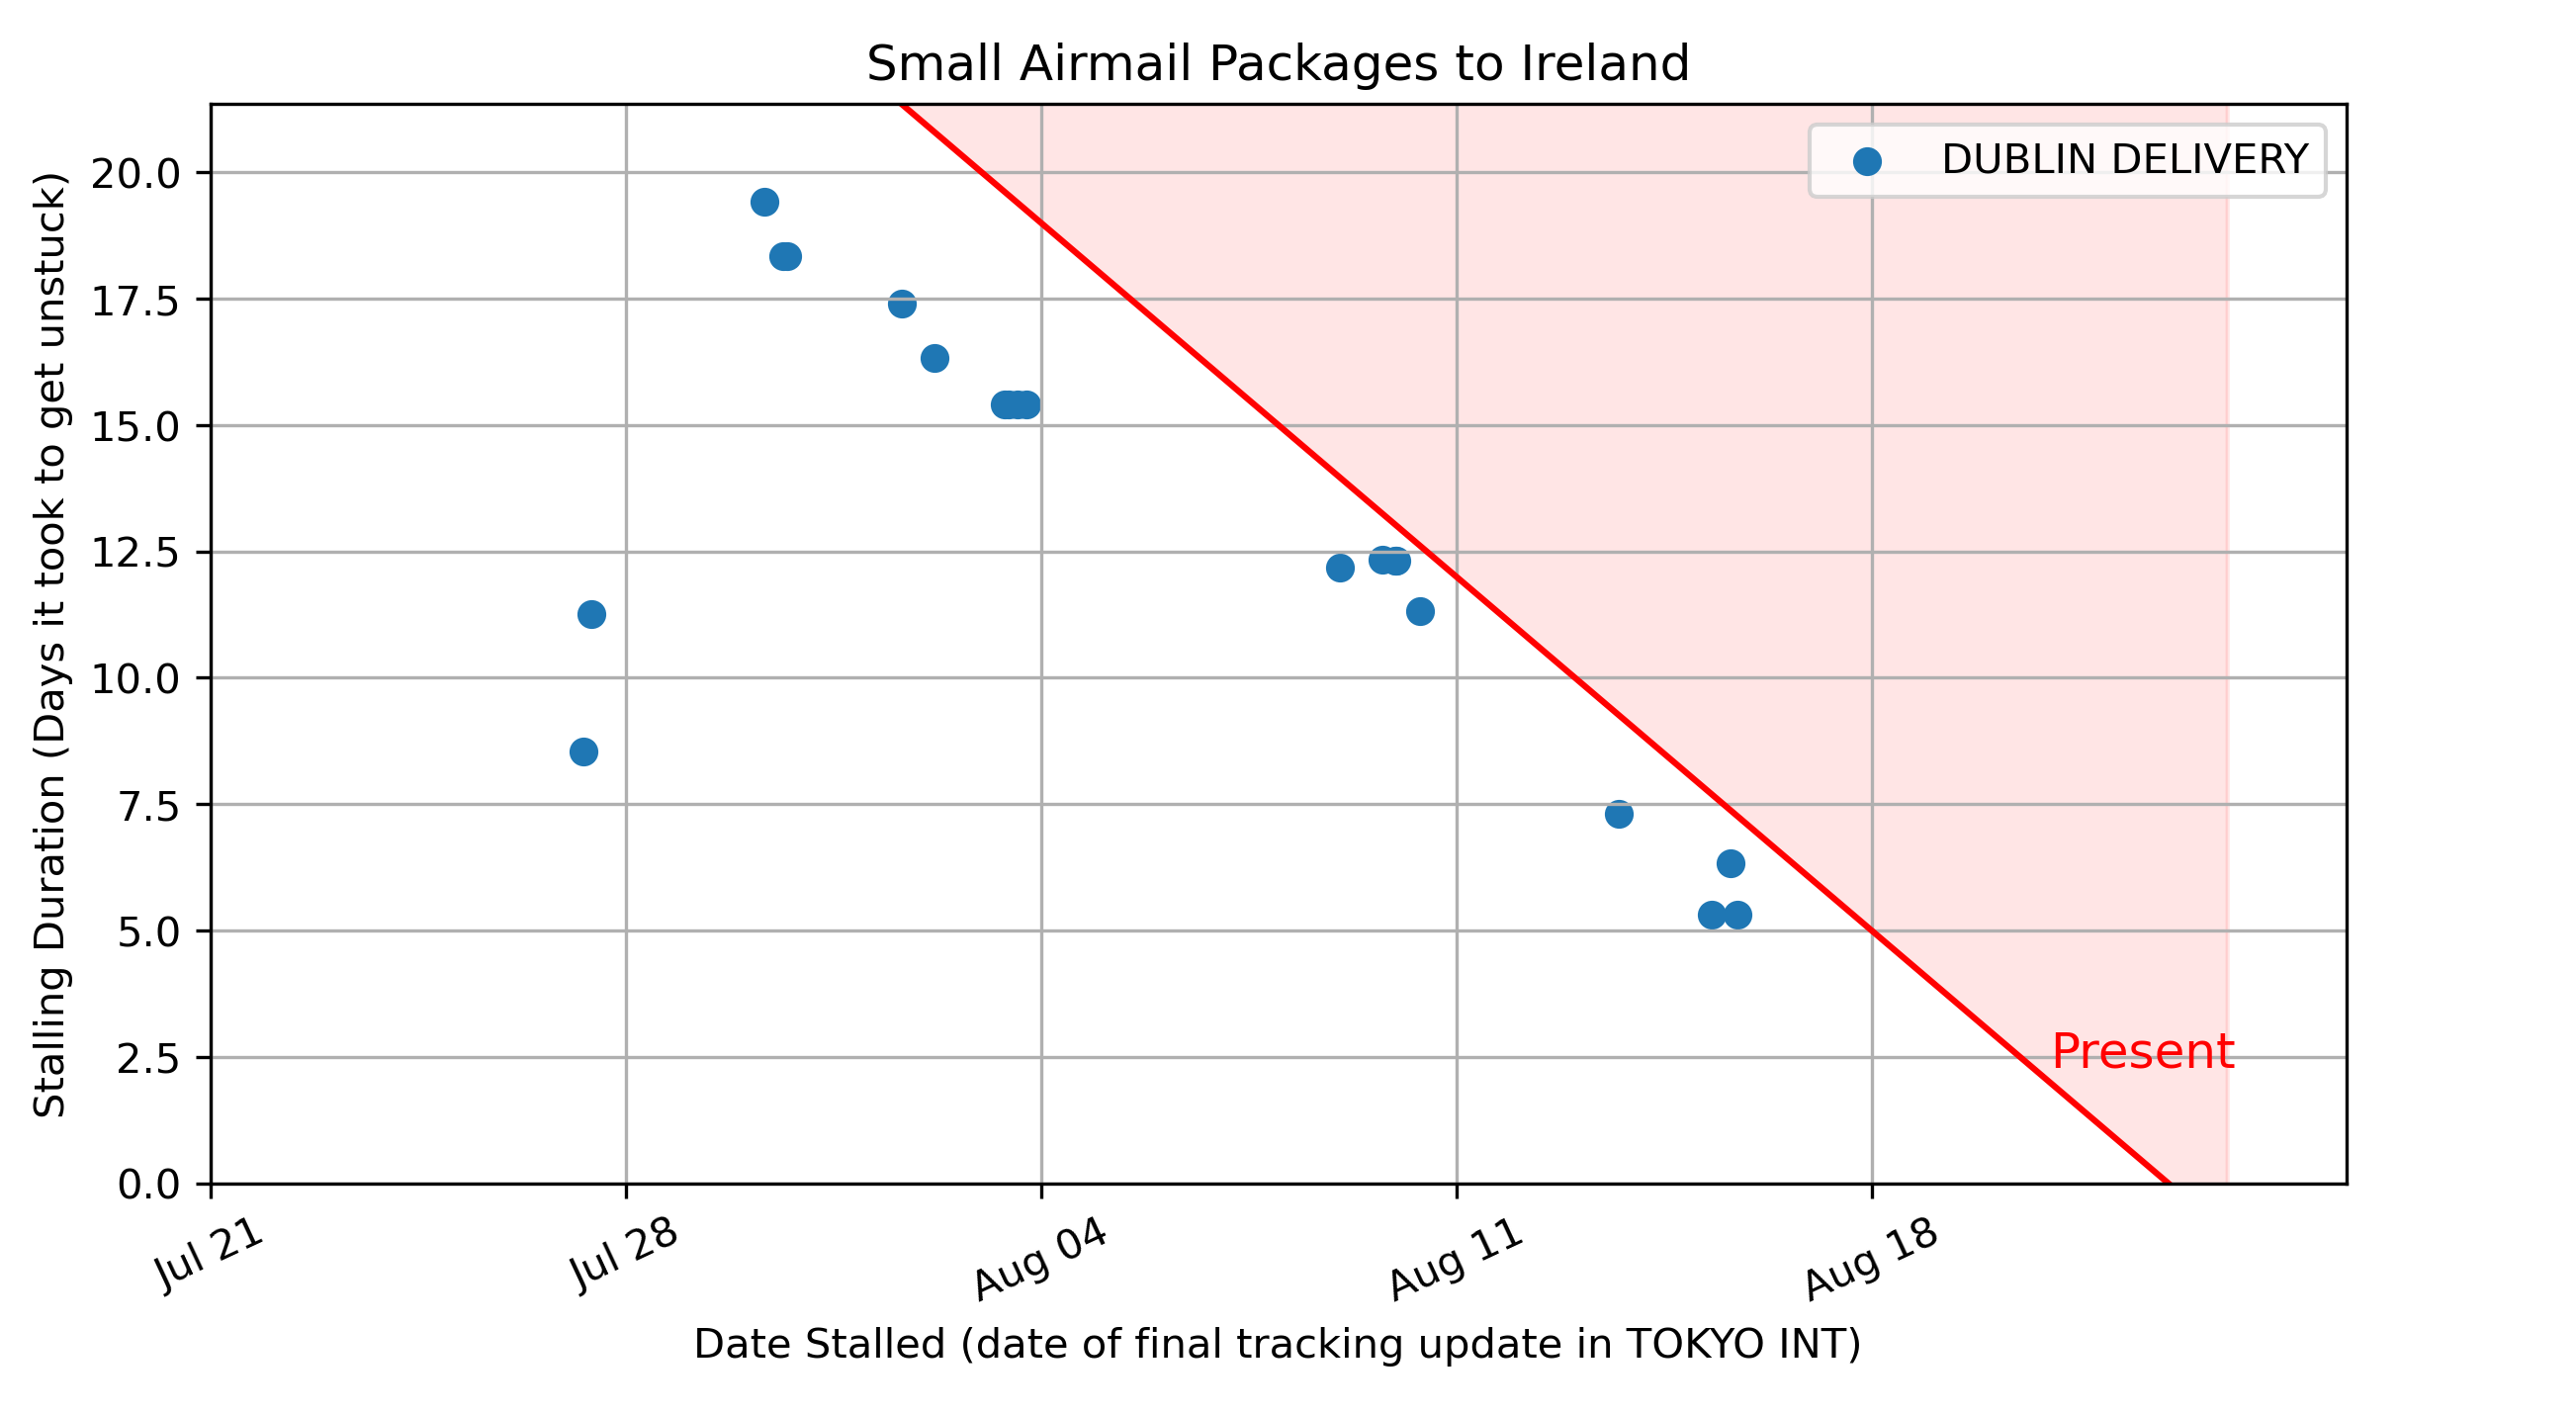 Small Airmail Packages to Ireland
DUBLIN DELIVERY
Stalling Duration (Days it took to get unstuck)
20.0
17.5
15.0
12.5
10.0
7.5
5.0
2.5
0.0
Present
Jul 21
Jul 28
Aug 04
Aug 11
Aug 18
Date Stalled (date of final tracking update in TOKYO INT)